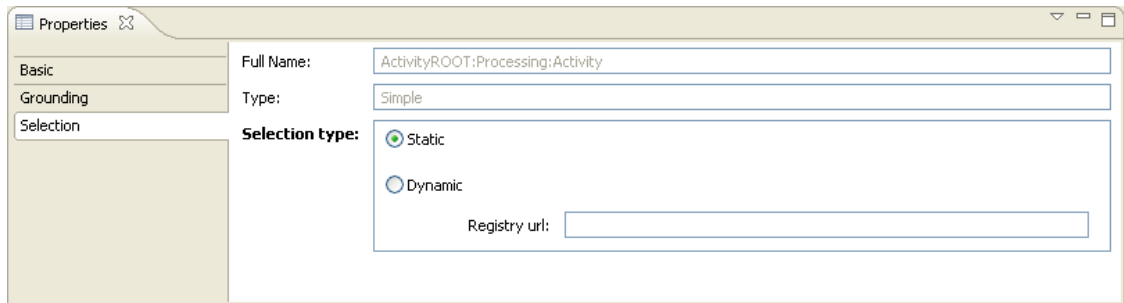 Properties
Basic
Grounding
Selection
Full Name: ActivityROOT:Processing:Activity
Type: Simple
Selection type: Static
Dynamic
Registry url: